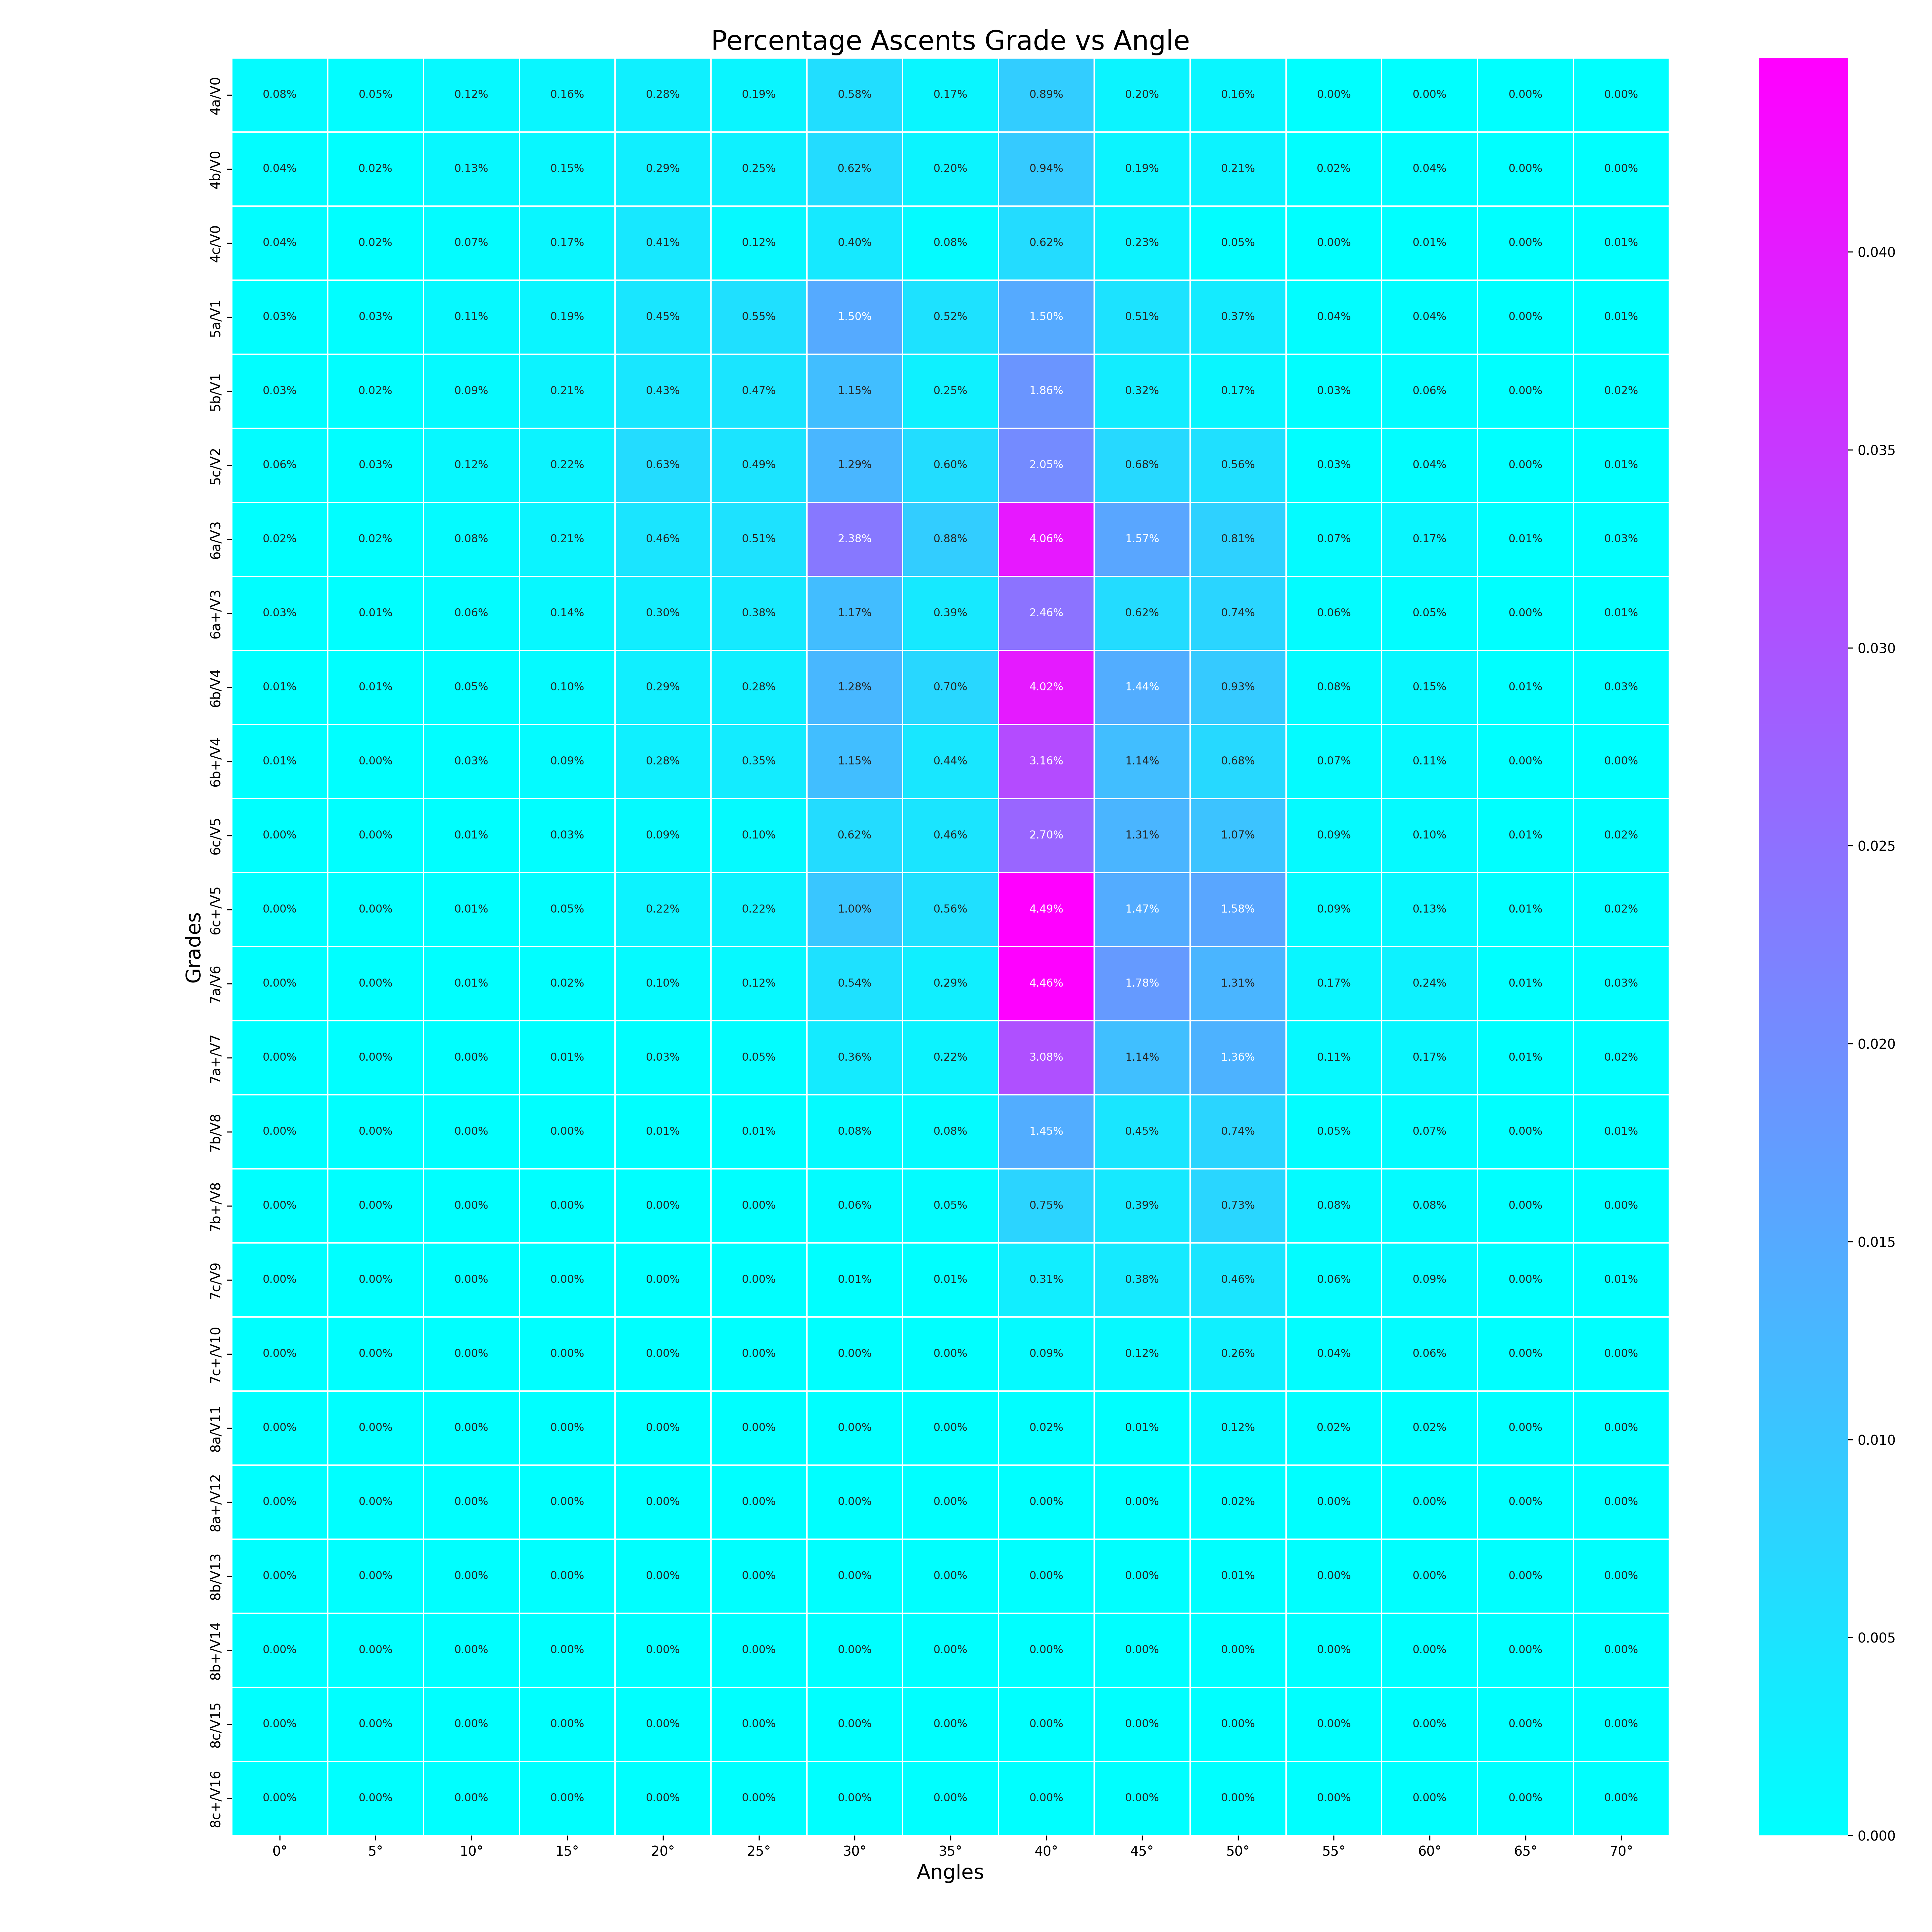 Percentage Ascents Grade vs Angle
4a/V0 0.08% 0.05% 0.12% 0.16% 0.28% 0.19% 0.58% 0.17% 0.89% 0.20% 0.16% 0.00% 0.00% 0.00% 0.00%
4b/V0 0.04% 0.02% 0.13% 0.15% 0.29% 0.25% 0.62% 0.20% 0.94% 0.19% 0.21% 0.02% 0.04% 0.00% 0.00%
4c/V0 0.04% 0.02% 0.07% 0.17% 0.41% 0.12% 0.40% 0.08% 0.62% 0.23% 0.05% 0.00% 0.01% 0.00% 0.01%
5a/V1 0.03% 0.03% 0.11% 0.19% 0.45% 0.55% 1.50% 0.52% 1.50% 0.51% 0.37% 0.04% 0.04% 0.00% 0.01%
5b/V1 0.03% 0.02% 0.09% 0.21% 0.43% 0.47% 1.15% 0.25% 1.86% 0.32% 0.17% 0.03% 0.06% 0.00% 0.02%
5c/V2 0.06% 0.03% 0.12% 0.22% 0.63% 0.49% 1.29% 0.60% 2.05% 0.68% 0.56% 0.03% 0.04% 0.00% 0.01%
6a/V3 0.02% 0.02% 0.08% 0.21% 0.46% 0.51% 2.38% 0.88% 4.06% 1.57% 0.81% 0.07% 0.17% 0.01% 0.03%
6a+/V3 0.03% 0.01% 0.06% 0.14% 0.30% 0.38% 1.17% 0.39% 2.46% 0.62% 0.74% 0.06% 0.05% 0.00% 0.01%
6b/V4 0.01% 0.01% 0.05% 0.10% 0.29% 0.28% 1.28% 0.70% 4.02% 1.44% 0.93% 0.08% 0.15% 0.01% 0.03%
6b+/V4 0.01% 0.00% 0.03% 0.09% 0.28% 0.35% 1.15% 0.44% 3.16% 1.14% 0.68% 0.07% 0.11% 0.00% 0.00%
6c/V5 0.00% 0.00% 0.01% 0.03% 0.09% 0.10% 0.62% 0.46% 2.70% 1.31% 1.07% 0.09% 0.10% 0.01% 0.02%
6c+/V5 0.00% 0.00% 0.01% 0.05% 0.22% 0.22% 1.00% 0.56% 4.49% 1.47% 1.58% 0.09% 0.13% 0.01% 0.02%
7a/V6 0.00% 0.00% 0.01% 0.02% 0.10% 0.12% 0.54% 0.29% 4.46% 1.78% 1.31% 0.17% 0.24% 0.01% 0.03%
7a+/V7 0.00% 0.00% 0.00% 0.01% 0.03% 0.05% 0.36% 0.22% 3.08% 1.14% 1.36% 0.11% 0.17% 0.01% 0.02%
7b/V8 0.00% 0.00% 0.00% 0.00% 0.01% 0.01% 0.08% 0.08% 1.45% 0.45% 0.74% 0.05% 0.07% 0.00% 0.01%
7b+/V8 0.00% 0.00% 0.00% 0.00% 0.00% 0.00% 0.06% 0.05% 0.75% 0.39% 0.73% 0.08% 0.08% 0.00% 0.00%
7c/V9 0.00% 0.00% 0.00% 0.00% 0.00% 0.00% 0.01% 0.01% 0.31% 0.38% 0.46% 0.06% 0.09% 0.00% 0.01%
7c+/V10 0.00% 0.00% 0.00% 0.00% 0.00% 0.00% 0.00% 0.00% 0.09% 0.12% 0.26% 0.04% 0.06% 0.00% 0.00%
8a/V11 0.00% 0.00% 0.00% 0.00% 0.00% 0.00% 0.00% 0.00% 0.02% 0.01% 0.12% 0.02% 0.02% 0.00% 0.00%
8a+/V12 0.00% 0.00% 0.00% 0.00% 0.00% 0.00% 0.00% 0.00% 0.00% 0.00% 0.02% 0.00% 0.00% 0.00% 0.00%
8b/V13 0.00% 0.00% 0.00% 0.00% 0.00% 0.00% 0.00% 0.00% 0.00% 0.00% 0.01% 0.00% 0.00% 0.00% 0.00%
8b+/V14 0.00% 0.00% 0.00% 0.00% 0.00% 0.00% 0.00% 0.00% 0.00% 0.00% 0.00% 0.00% 0.00% 0.00% 0.00%
8c/V15 0.00% 0.00% 0.00% 0.00% 0.00% 0.00% 0.00% 0.00% 0.00% 0.00% 0.00% 0.00% 0.00% 0.00% 0.00%
8c+/V16 0.00% 0.00% 0.00% 0.00% 0.00% 0.00% 0.00% 0.00% 0.00% 0.00% 0.00% 0.00% 0.00% 0.00% 0.00%
0° 5° 10° 15° 20° 25° 30° 35° 40° 45° 50° 55° 60° 65° 70°
Angles
Grades
0.040
0.035
0.030
0.025
0.020
0.015
0.010
0.005
0.000